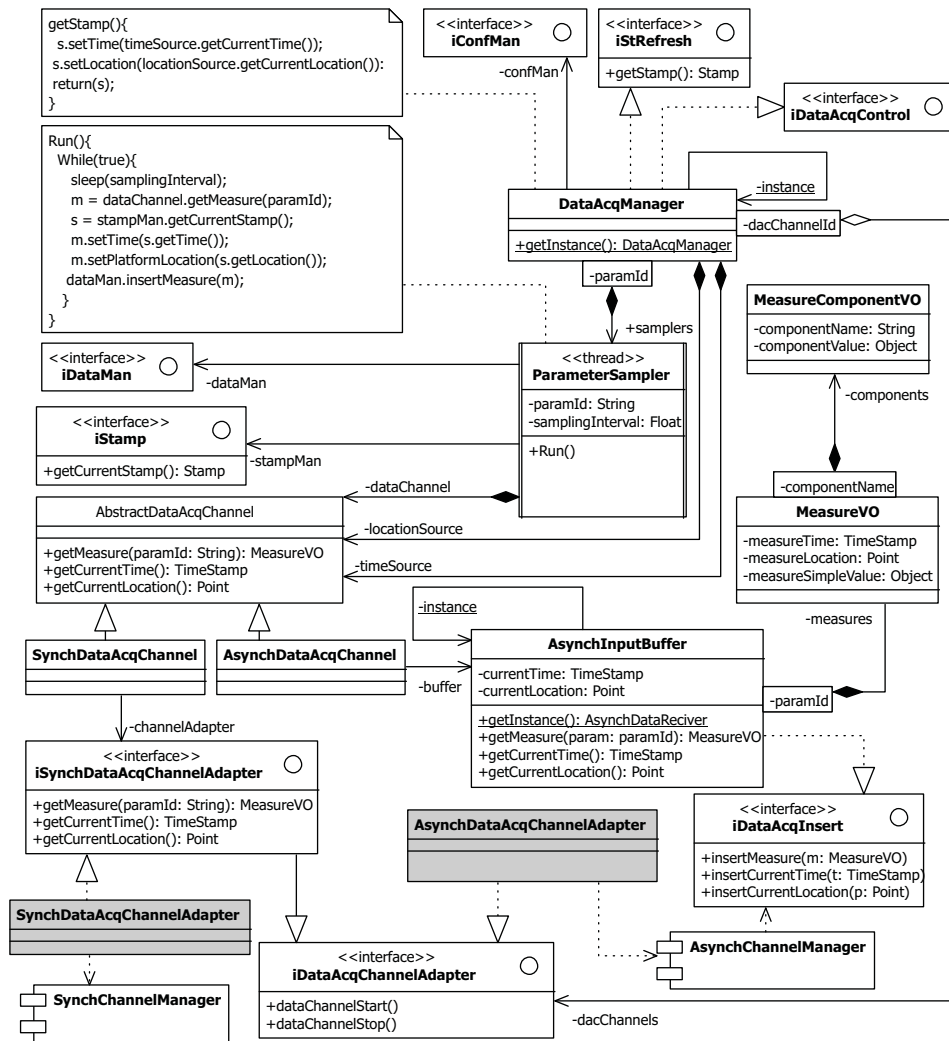 getStamp(){
s.setTime(timeSource.getCurrentTime());
s.setLocation(locationSource.getCurrentLocation()):
return(s);
}
<<interface>>
iConfMan
-confMan
<<interface>>
iStRefresh
+getStamp(): Stamp
<<interface>>
iDataAcqControl
Run(){
While(true){
sleep(samplingInterval);
m = dataChannel.getMeasure(paramId);
s = stampMan.getCurrentStamp();
m.setTime(s.getTime());
m.setPlatformLocation(s.getLocation());
dataMan.insertMeasure(m);
}
}
DataAcqManager
+getInstance(): DataAcqManager
-instance
-dacChannelId
-paramId
+samplers
<<interface>>
iDataMan
-dataMan
<<thread>>
ParameterSampler
-paramId: String
-samplingInterval: Float
+Run()
MeasureComponentVO
-componentName: String
-componentValue: Object
-components
<<interface>>
iStamp
+getCurrentStamp(): Stamp
-stampMan
-dataChannel
-locationSource
-timeSource
-componentName
MeasureVO
-measureTime: TimeStamp
-measureLocation: Point
-measureSimpleValue: Object
-measures
AbstractDataAcqChannel
+getMeasure(paramId: String): MeasureVO
+getCurrentTime(): TimeStamp
+getCurrentLocation(): Point
SynchDataAcqChannel
AsynchDataAcqChannel
-instance
-buffer
AsynchInputBuffer
-currentTime: TimeStamp
-currentLocation: Point
+getInstance(): AsynchDataReciver
+getMeasure(param: paramId): MeasureVO
+getCurrentTime(): TimeStamp
+getCurrentLocation(): Point
-paramId
-channelAdapter
<<interface>>
iSynchDataAcqChannelAdapter
+getMeasure(paramId: String): MeasureVO
+getCurrentTime(): TimeStamp
+getCurrentLocation(): Point
AsynchDataAcqChannelAdapter
<<interface>>
iDataAcqInsert
+insertMeasure(m: MeasureVO)
+insertCurrentTime(t: TimeStamp)
+insertCurrentLocation(p: Point)
SynchDataAcqChannelAdapter
<<interface>>
iDataAcqChannelAdapter
+dataChannelStart()
+dataChannelStop()
AsynchChannelManager
SynchChannelManager
-dacChannels